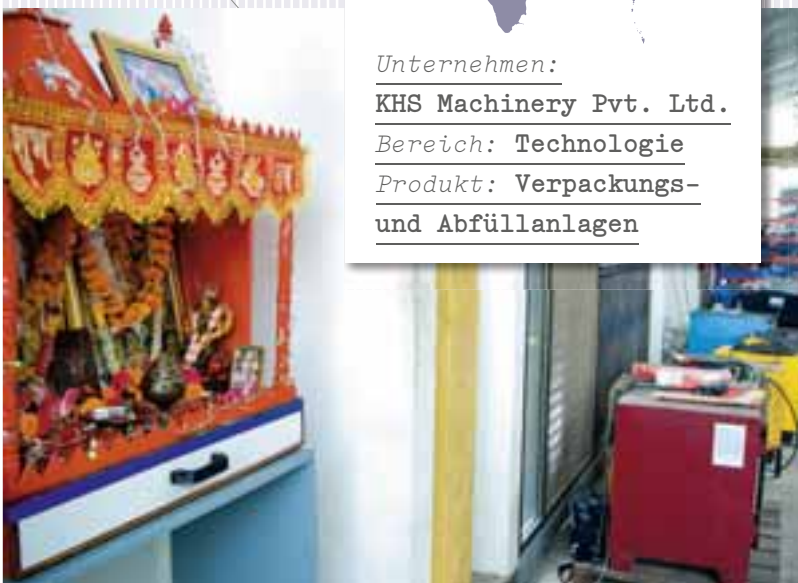 Unternehmen:
KHS Machinery Pvt. Ltd.
Bereich: Technologie
Produkt: Verpackungs-
und Abfüllanlagen